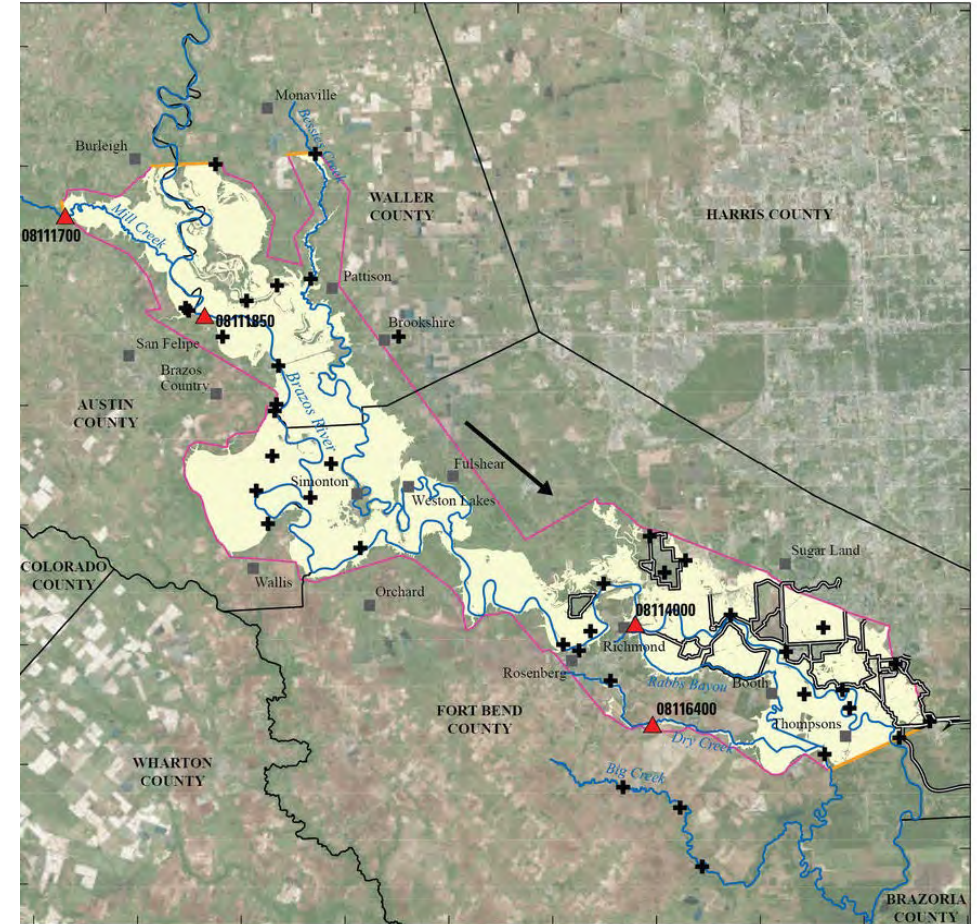 Monaville
Bessie's Creek
Burleigh
WALLER
COUNTY
HARRIS COUNTY
Mill Creek
08111700
Pattison
08111850
Brookshire
San Felipe
Brazos
Country
Brazos River
AUSTIN
COUNTY
Fulshear
Simonton
Weston Lakes
Sugar Land
COLORADO
COUNTY
Wallis
Orchard
08114000
Richmond
Rosenberg
Rabbs Bayou
Booth
08116400
FORT BEND
COUNTY
Thompsons
Dry Creek
WHARTON
COUNTY
Big Creek
BRAZORIA
COUNTY